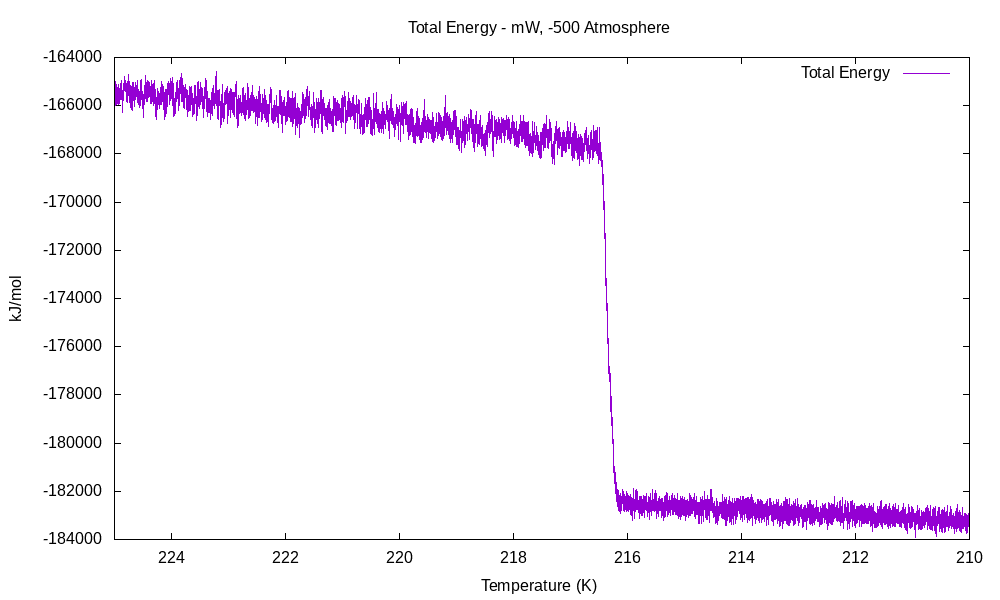 Total Energy - mW, -500 Atmosphere
Total Energy
-164000
-166000
-168000
-170000
-172000
-174000
-176000
-178000
-180000
-182000
-184000
kJ/mol
224 222 220 218 216 214 212 210
Temperature (K)